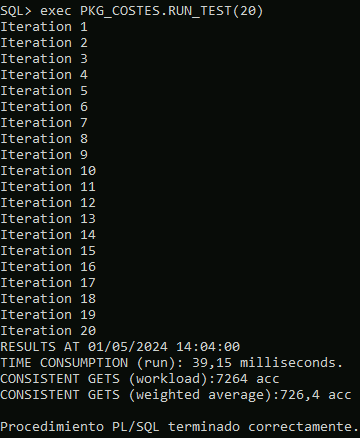 SQL> exec PKG_COSTES.RUN_TEST(20)
Iteration 1
Iteration 2
Iteration 3
Iteration 4
Iteration 5
Iteration 6
Iteration 7
Iteration 8
Iteration 9
Iteration 10
Iteration 11
Iteration 12
Iteration 13
Iteration 14
Iteration 15
Iteration 16
Iteration 17
Iteration 18
Iteration 19
Iteration 20
RESULTS AT 01/05/2024 14:04:00
TIME CONSUMPTION (run): 39,15 milliseconds.
CONSISTENT GETS (workload):7264 acc
CONSISTENT GETS (weighted average):726,4 acc
Procedimiento PL/SQL terminado correctamente.